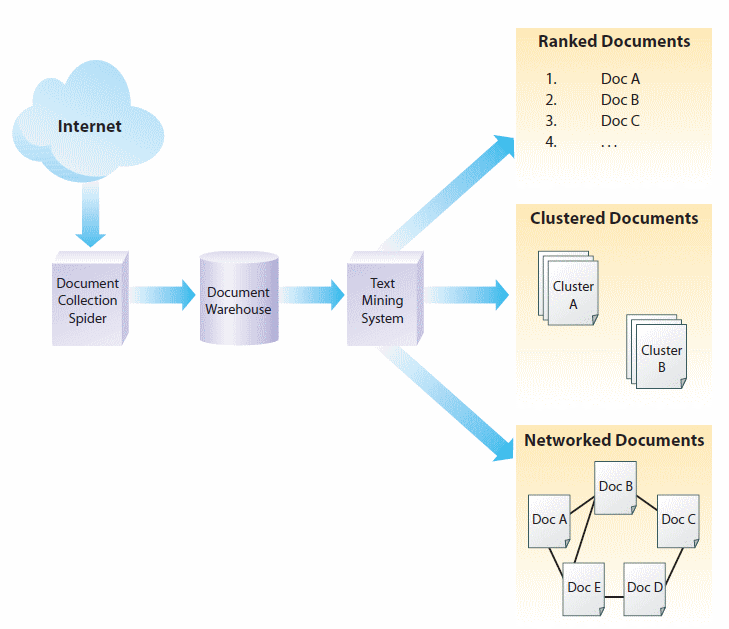 Internet
Document
Collection
Spider
Document
Warehouse
Text
Mining
System
Ranked Documents
1. Doc A
2. Doc B
3. Doc C
4. ...
Clustered Documents
Cluster
A
Cluster
B
Networked Documents
Doc B
Doc A
Doc C
Doc E
Doc D